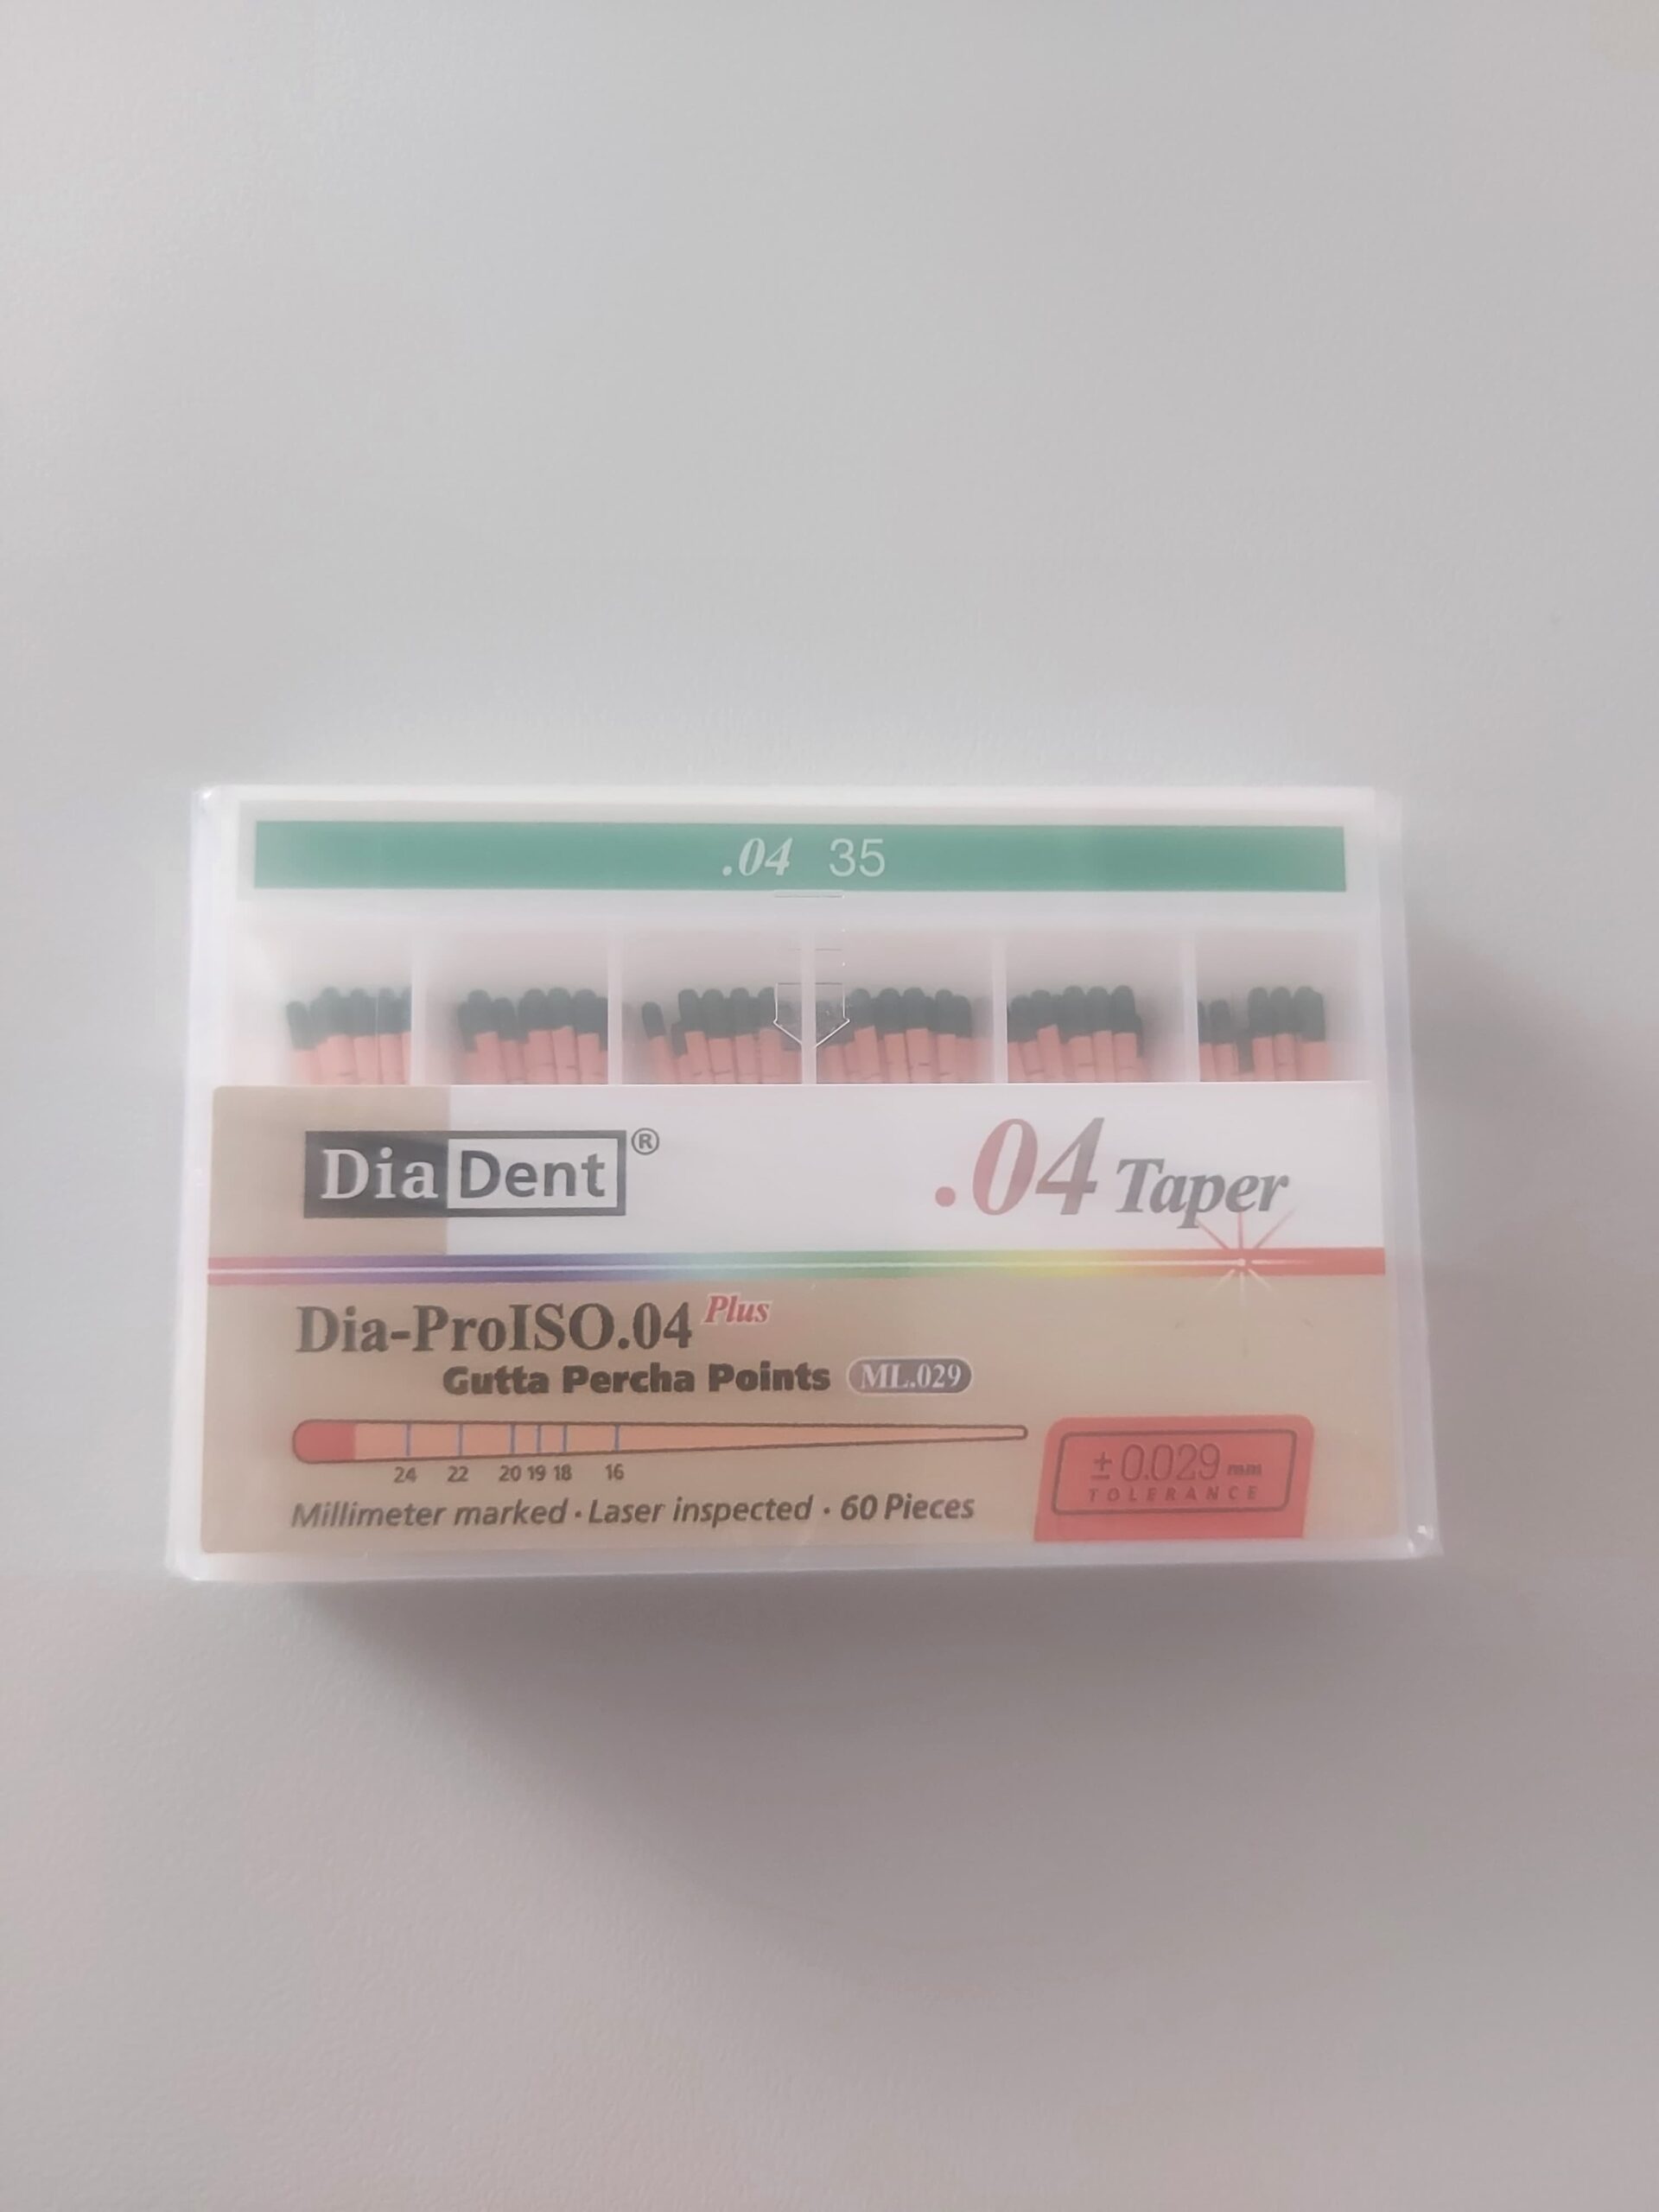 .04 35
DiaDent®
.04 Taper
Dia-ProISO.04 Plus
Gutta Percha Points ML.029
24 22 20 19 18 16
Millimeter marked · Laser inspected · 60 Pieces
± 0.029 mm
TOLERANCE